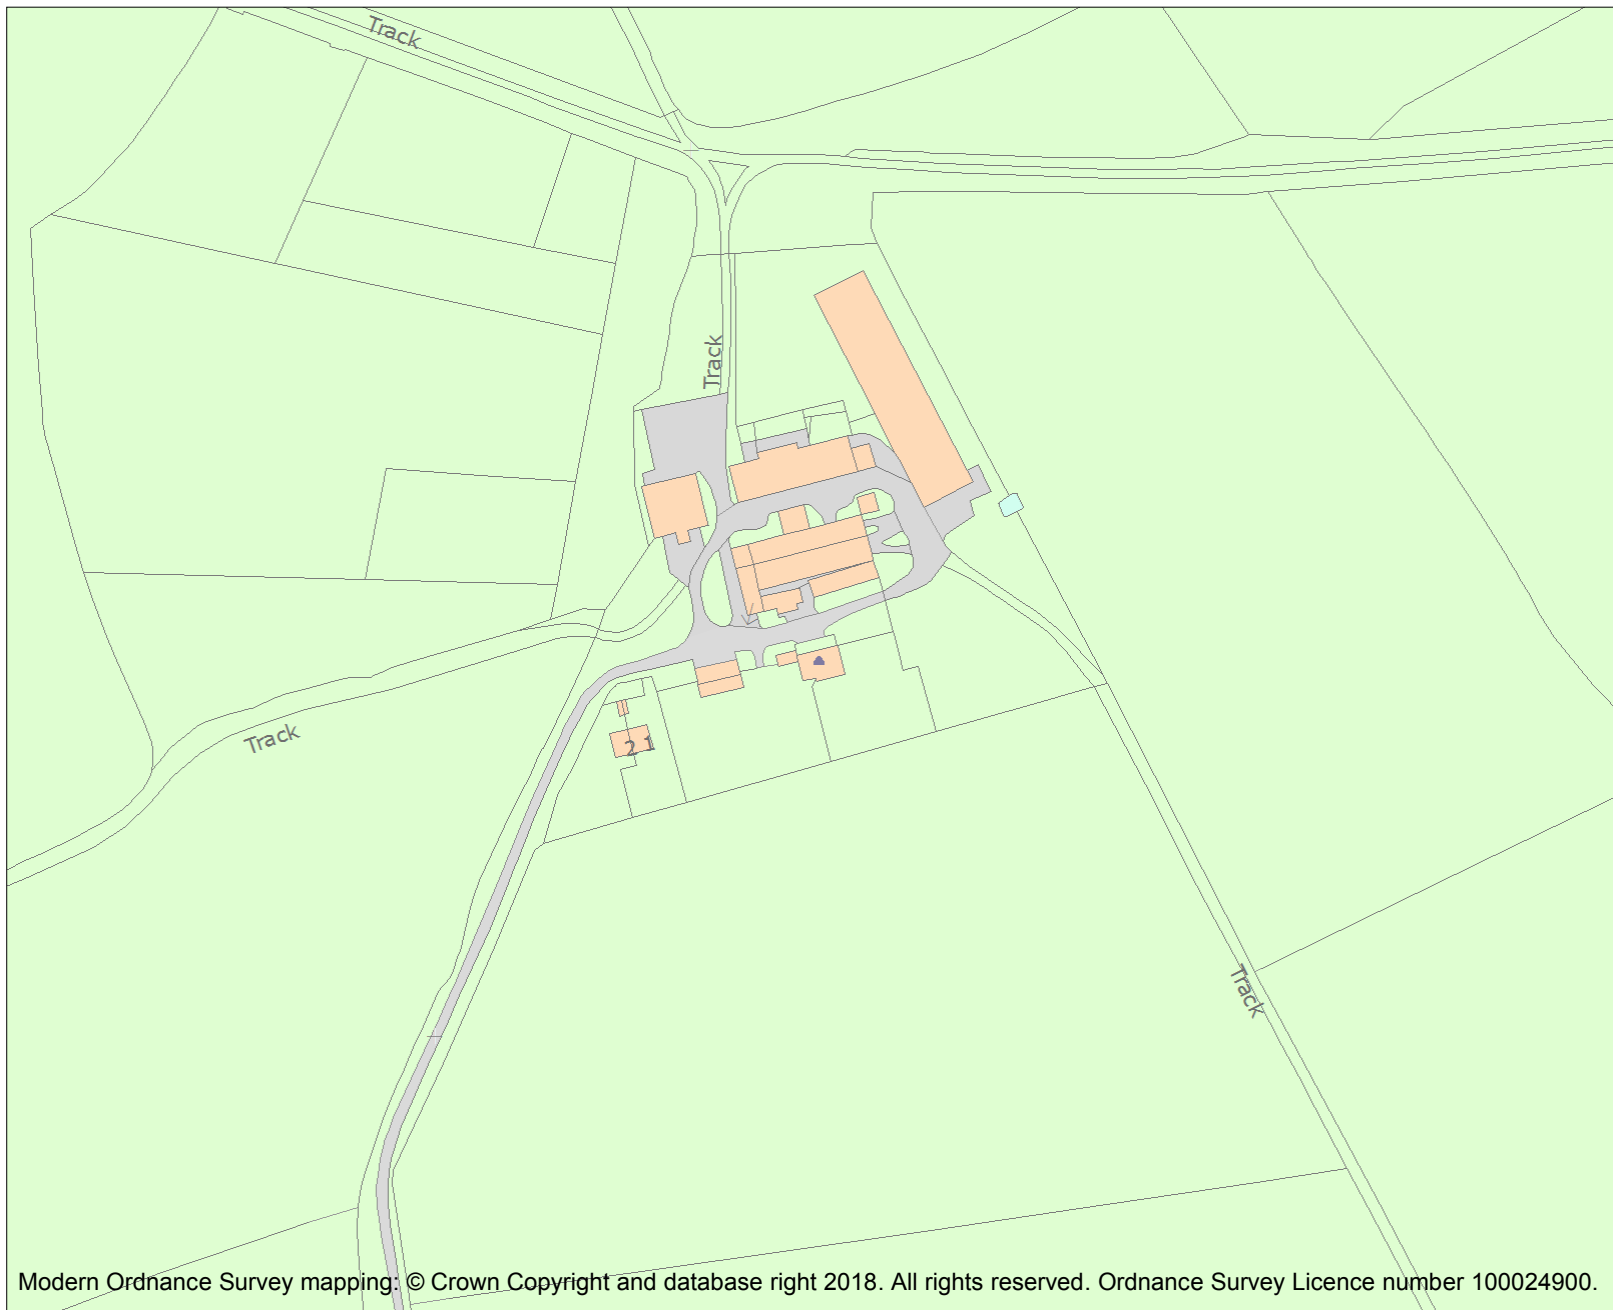 Track
Track
2 1
Track
Track
Modern Ordnance Survey mapping: © Crown Copyright and database right 2018. All rights reserved. Ordnance Survey Licence number 100024900.